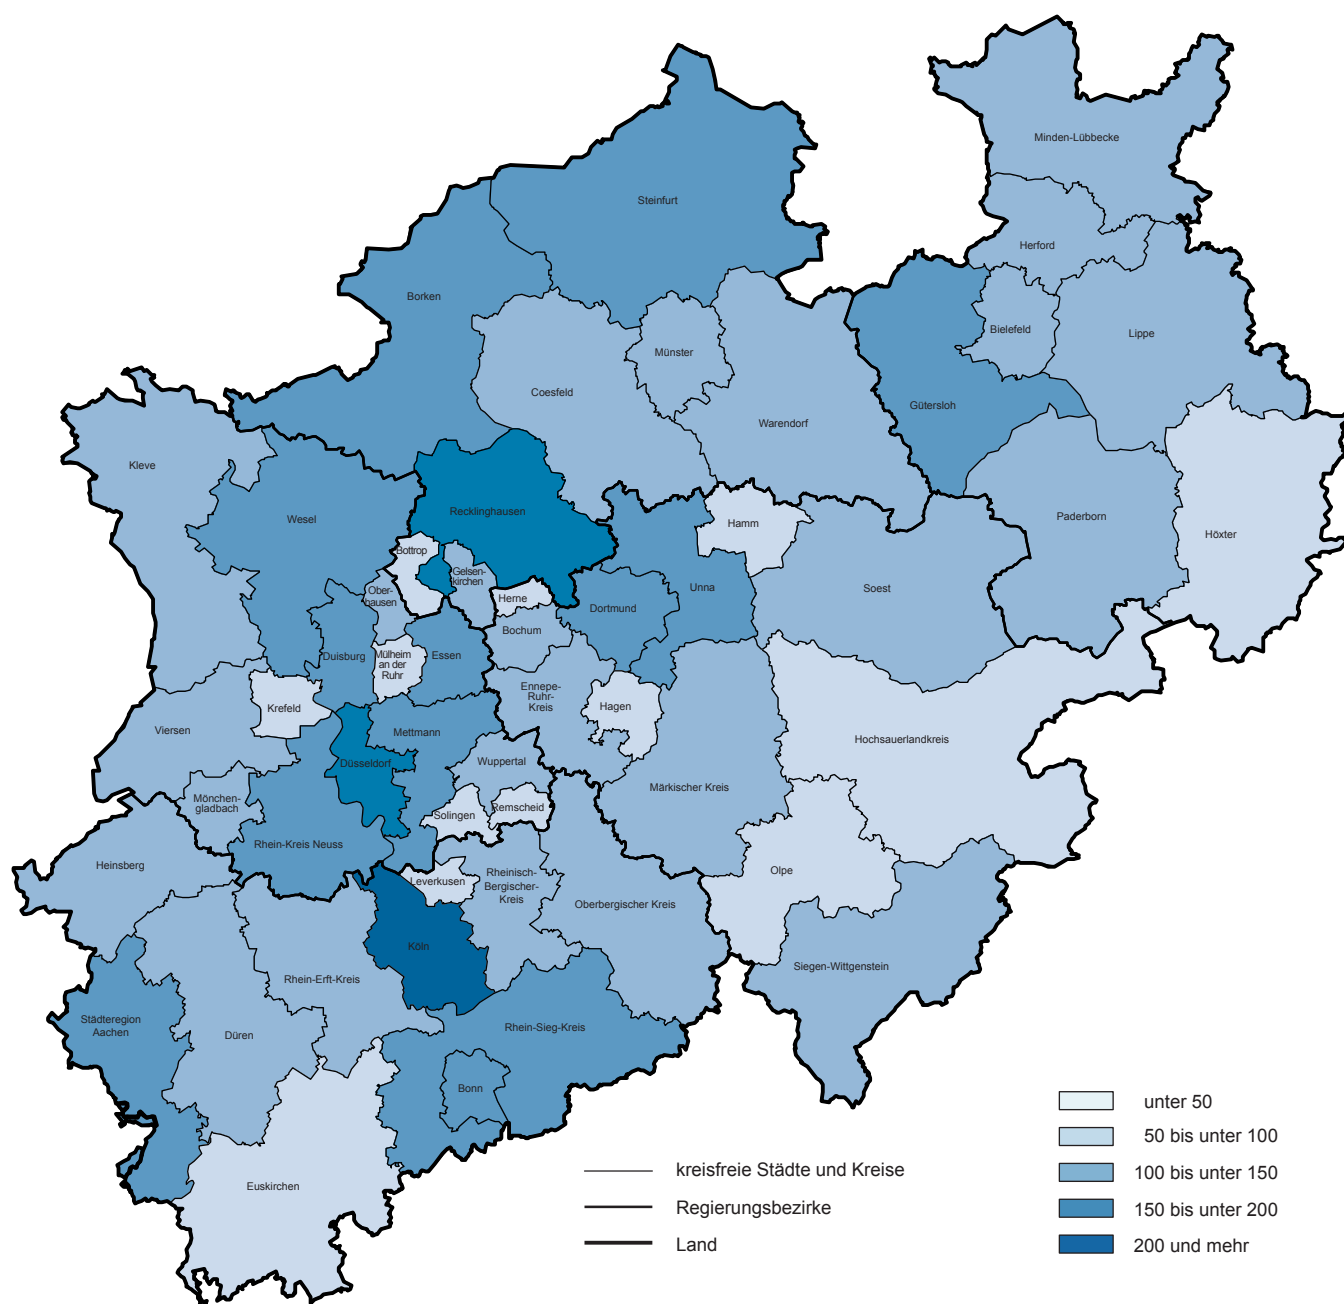 Minden-Lübbecke
Steinfurt
Herford
Borken
Bielefeld
Lippe
Münster
Coesfeld
Gütersloh
Warendorf
Kleve
Recklinghausen
Wesel
Hamm
Paderborn
Höxter
Bottrop
Gelsen-
kirchen
Ober-
hausen
Herne
Dortmund
Unna
Soest
Bochum
Duisburg
Mülheim
an der
Ruhr
Essen
Ennepe-
Ruhr-
Kreis
Hagen
Krefeld
Viersen
Mettmann
Hochsauerlandkreis
Düsseldorf
Wuppertal
Märkischer Kreis
Mönchen-
gladbach
Solingen
Remscheid
Rhein-Kreis Neuss
Heinsberg
Leverkusen
Rheinisch-
Bergischer-
Kreis
Olpe
Oberbergischer Kreis
Köln
Siegen-Wittgenstein
Rhein-Erft-Kreis
Städteregion
Aachen
Düren
Rhein-Sieg-Kreis
Bonn
Euskirchen
kreisfreie Städte und Kreise
Regierungsbezirke
Land
unter 50
50 bis unter 100
100 bis unter 150
150 bis unter 200
200 und mehr